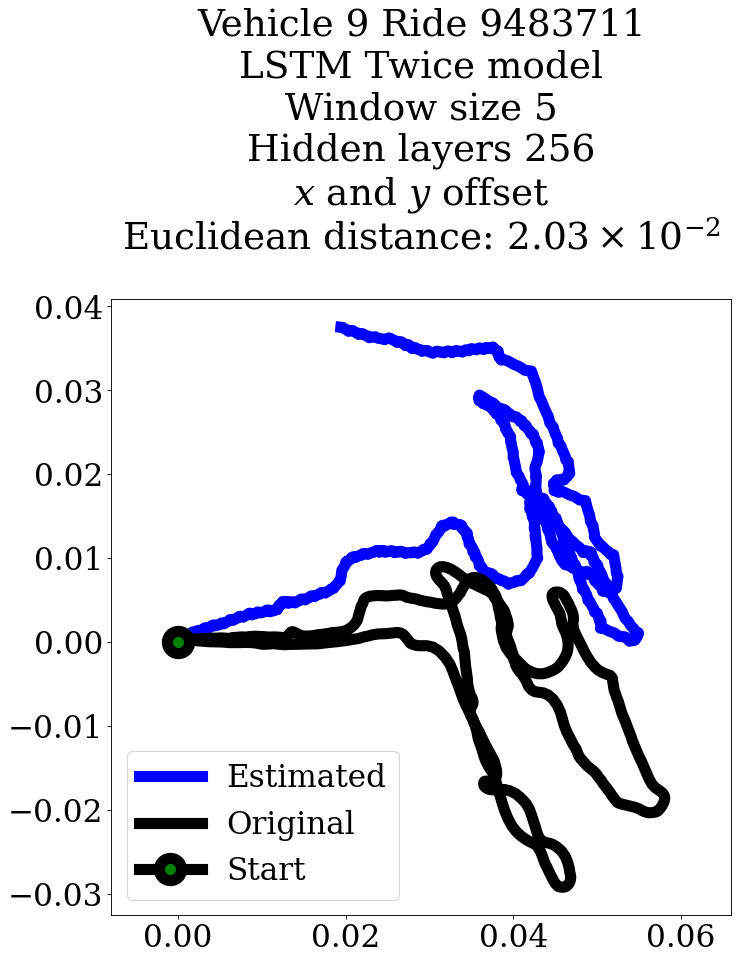 Vehicle 9 Ride 9483711
LSTM Twice model
Window size 5
Hidden layers 256
x and y offset
Euclidean distance: 2.03 × 10⁻²
0.04
0.03
0.02
0.01
0.00
−0.01
−0.02
−0.03
Estimated
Original
Start
0.00 0.02 0.04 0.06